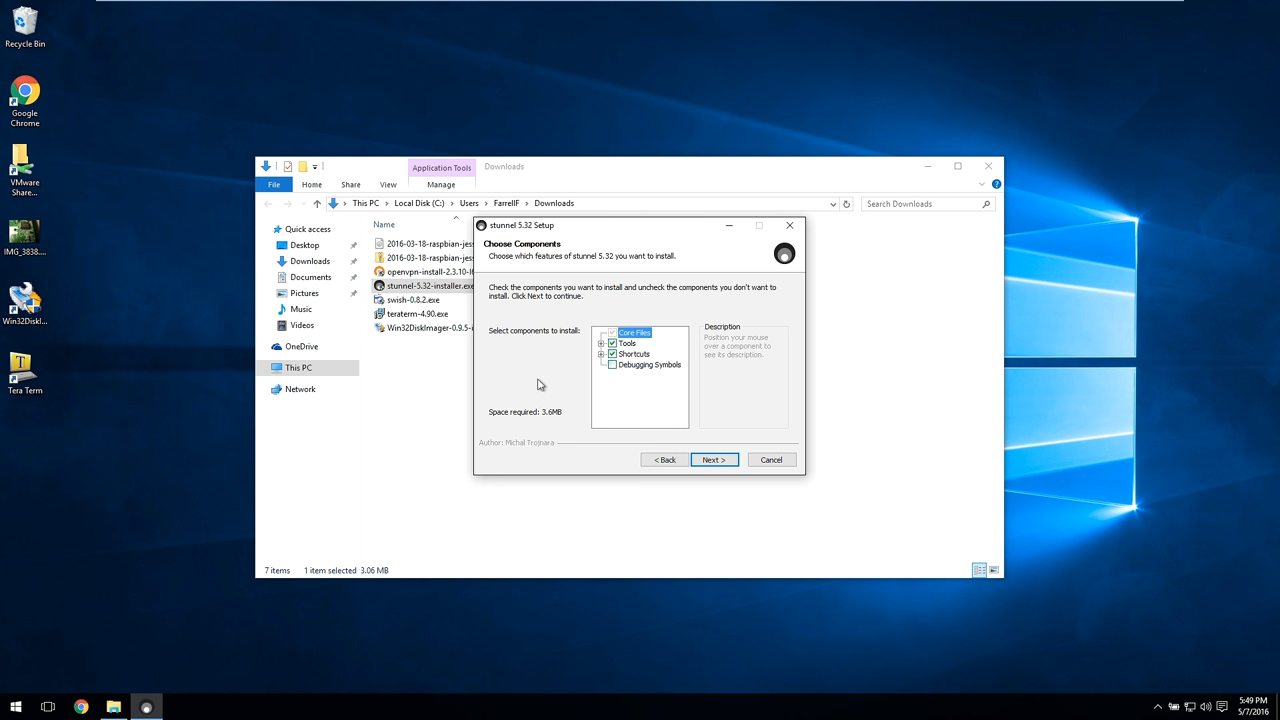 Recycle Bin
Google
Chrome
VMware
Share...
IMG_3838....
Win32DiskI...
Tera Term
Application Tools
Downloads
File
Home
Share
View
Manage
This PC
Local Disk (C:)
Users
FarrellF
Downloads
Search Downloads
Quick access
Desktop
Downloads
Documents
Pictures
Music
Videos
OneDrive
This PC
Network
Name
2016-03-18-raspbian-jess
2016-03-18-raspbian-jess
openvpn-install-2.3.10-I6
stunnel-5.32-installer.exe
swish-0.8.2.exe
teraterm-4.90.exe
Win32DiskImager-0.9.5-i
stunnel 5.32 Setup
Choose Components
Choose which features of stunnel 5.32 you want to install.
Check the components you want to install and uncheck the components you don't want to
install. Click Next to continue.
Select components to install:
Core Files
Tools
Shortcuts
Debugging Symbols
Description
Position your mouse
over a component to
see its description.
Space required: 3.6MB
Author: Michal Trojnara
< Back
Next >
Cancel
7 items
1 item selected 3.06 MB
5:49 PM
5/7/2016